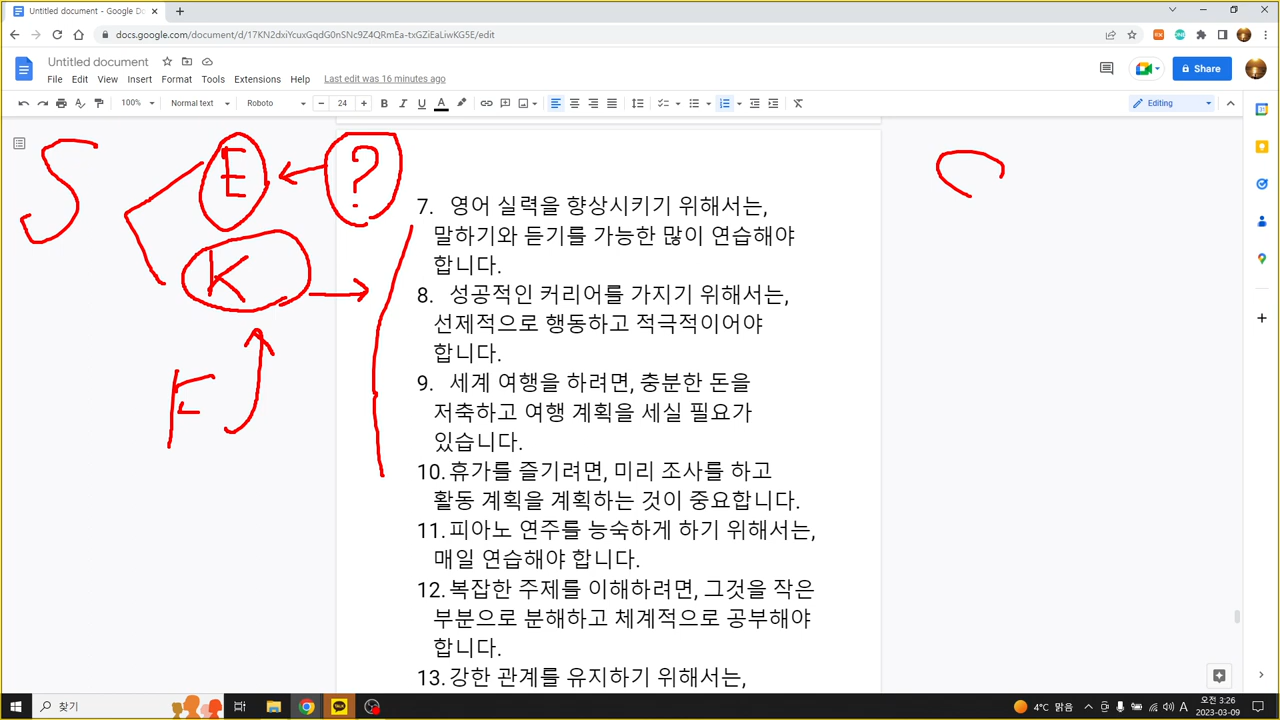 Untitled document - Google Do
docs.google.com/document/d/17KN2dxiYcuxGqdG0nSNc9Z4QRmEa-txGZiEaLiwKG5E/edit
Untitled document
File Edit View Insert Format Tools Extensions Help Last edit was 16 minutes ago
Share
100% Normal text Roboto 24 B I U A Editing
S E ?
K
E
7. 영어 실력을 향상시키기 위해서는,
말하기와 듣기를 가능한 많이 연습해야
합니다.
8. 성공적인 커리어를 가지기 위해서는,
선제적으로 행동하고 적극적이어야
합니다.
9. 세계 여행을 하려면, 충분한 돈을
저축하고 여행 계획을 세실 필요가
있습니다.
10. 휴가를 즐기려면, 미리 조사를 하고
활동 계획을 계획하는 것이 중요합니다.
11. 피아노 연주를 능숙하게 하기 위해서는,
매일 연습해야 합니다.
12. 복잡한 주제를 이해하려면, 그것을 작은
부분으로 분해하고 체계적으로 공부해야
합니다.
13. 강한 관계를 유지하기 위해서는,
찾기
TALK
4°C 맑음
A
오전 3:26
2023-03-09